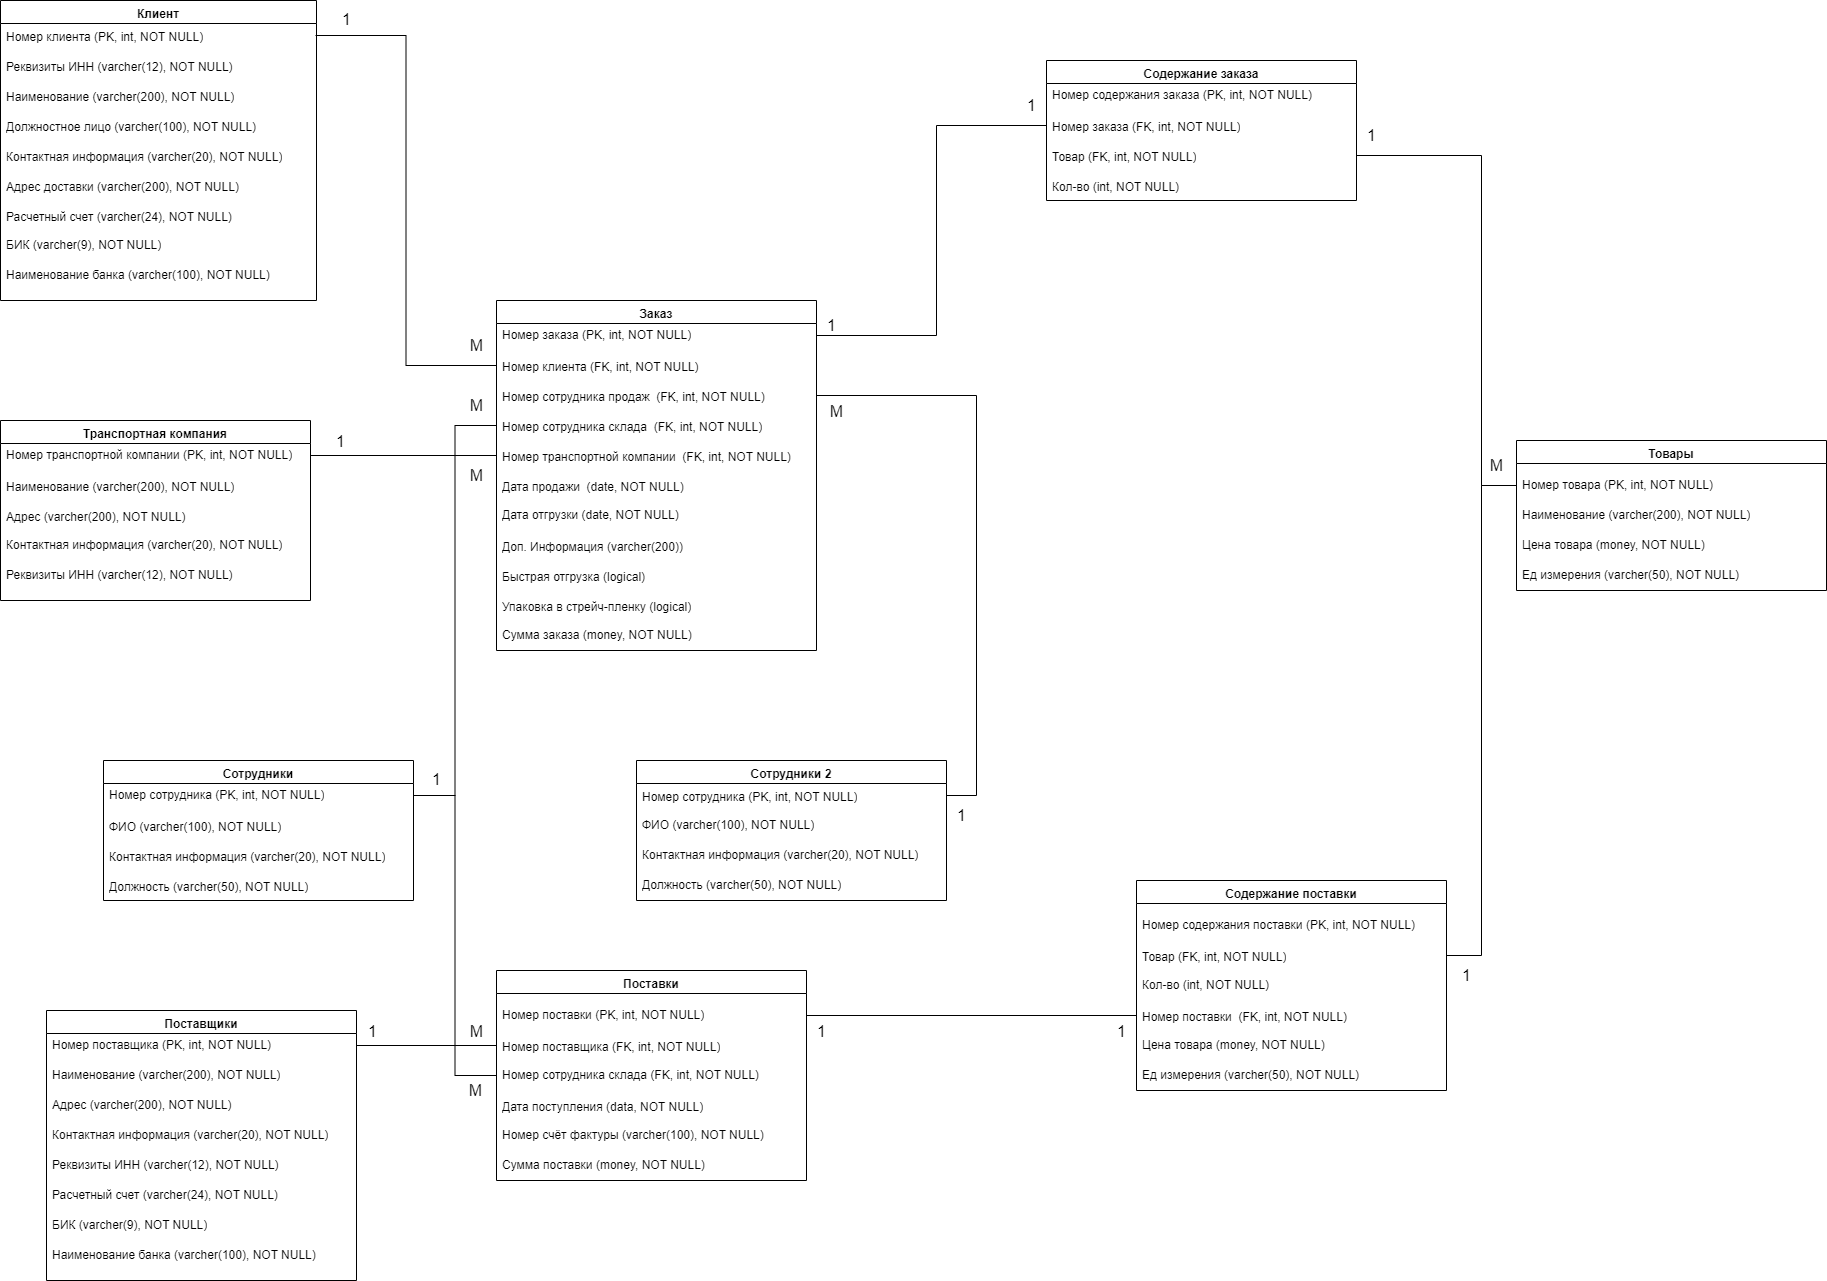 Клиент
Номер клиента (PK, int, NOT NULL)
Реквизиты ИНН (varcher(12), NOT NULL)
Наименование (varcher(200), NOT NULL)
Должностное лицо (varcher(100), NOT NULL)
Контактная информация (varcher(20), NOT NULL)
Адрес доставки (varcher(200), NOT NULL)
Расчетный счет (varcher(24), NOT NULL)
БИК (varcher(9), NOT NULL)
Наименование банка (varcher(100), NOT NULL)
1
M
Содержание заказа
Номер содержания заказа (PK, int, NOT NULL)
Номер заказа (FK, int, NOT NULL)
Товар (FK, int, NOT NULL)
Кол-во (int, NOT NULL)
1
1
Заказ
Номер заказа (PK, int, NOT NULL)
Номер клиента (FK, int, NOT NULL)
Номер сотрудника продаж (FK, int, NOT NULL)
Номер сотрудника склада (FK, int, NOT NULL)
Номер транспортной компании (FK, int, NOT NULL)
Дата продажи (date, NOT NULL)
Дата отгрузки (date, NOT NULL)
Доп. Информация (varcher(200))
Быстрая отгрузка (logical)
Упаковка в стрейч-пленку (logical)
Сумма заказа (money, NOT NULL)
1
M
M
M
Транспортная компания
Номер транспортной компании (PK, int, NOT NULL)
Наименование (varcher(200), NOT NULL)
Адрес (varcher(200), NOT NULL)
Контактная информация (varcher(20), NOT NULL)
Реквизиты ИНН (varcher(12), NOT NULL)
1
Товары
Номер товара (PK, int, NOT NULL)
Наименование (varcher(200), NOT NULL)
Цена товара (money, NOT NULL)
Ед измерения (varcher(50), NOT NULL)
M
Сотрудники
Номер сотрудника (PK, int, NOT NULL)
ФИО (varcher(100), NOT NULL)
Контактная информация (varcher(20), NOT NULL)
Должность (varcher(50), NOT NULL)
1
Сотрудники 2
Номер сотрудника (PK, int, NOT NULL)
ФИО (varcher(100), NOT NULL)
Контактная информация (varcher(20), NOT NULL)
Должность (varcher(50), NOT NULL)
1
Содержание поставки
Номер содержания поставки (PK, int, NOT NULL)
Товар (FK, int, NOT NULL)
Кол-во (int, NOT NULL)
Номер поставки (FK, int, NOT NULL)
Цена товара (money, NOT NULL)
Ед измерения (varcher(50), NOT NULL)
1
1
Поставки
Номер поставки (PK, int, NOT NULL)
Номер поставщика (FK, int, NOT NULL)
Номер сотрудника склада (FK, int, NOT NULL)
Дата поступления (data, NOT NULL)
Номер счёт фактуры (varcher(100), NOT NULL)
Сумма поставки (money, NOT NULL)
1
M
M
Поставщики
Номер поставщика (PK, int, NOT NULL)
Наименование (varcher(200), NOT NULL)
Адрес (varcher(200), NOT NULL)
Контактная информация (varcher(20), NOT NULL)
Реквизиты ИНН (varcher(12), NOT NULL)
Расчетный счет (varcher(24), NOT NULL)
БИК (varcher(9), NOT NULL)
Наименование банка (varcher(100), NOT NULL)
1